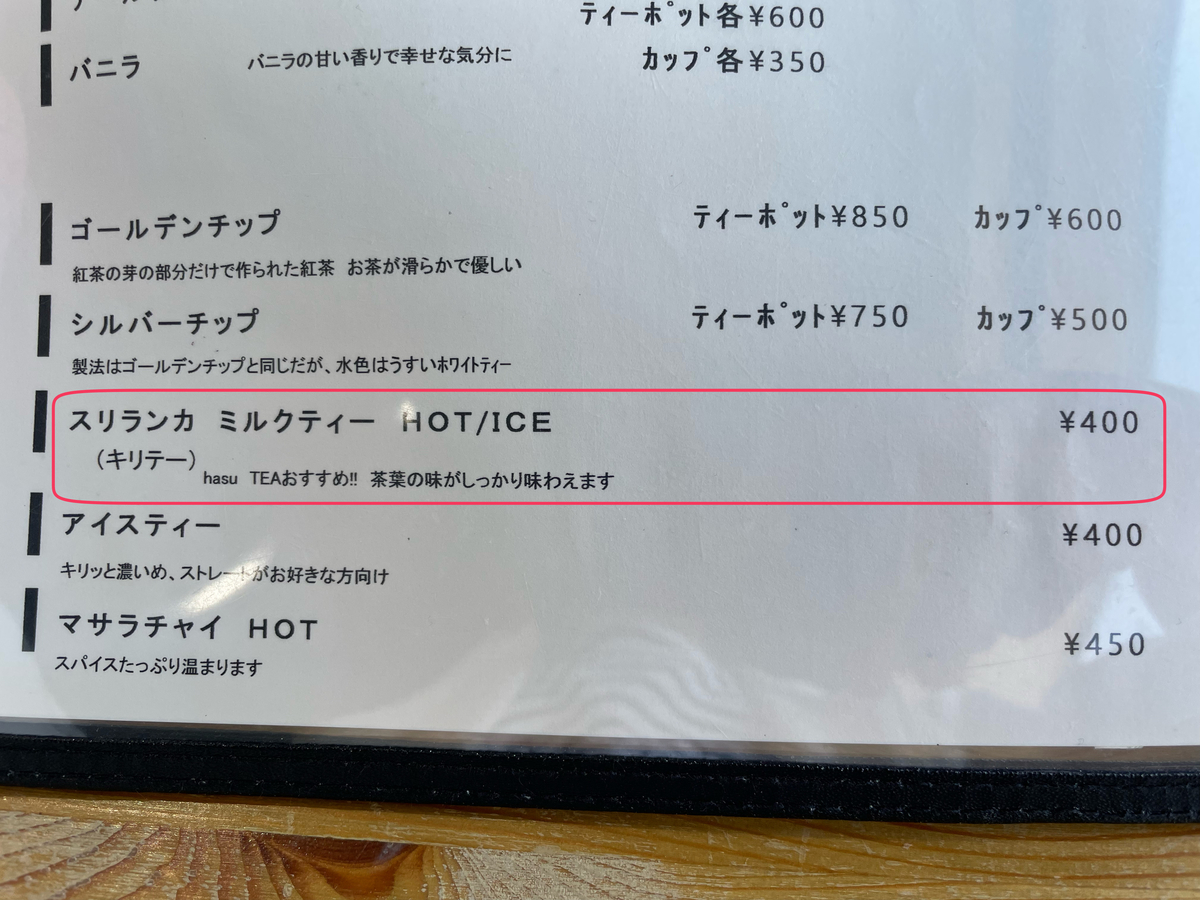 ティーポット各¥600
バニラ バニラの甘い香りで幸せな気分に カップ各¥350
ゴールデンチップ ティーポット¥850 カップ¥600
紅茶の芽の部分だけで作られた紅茶 お茶が滑らかで優しい
シルバーチップ ティーポット¥750 カップ¥500
製法はゴールデンチップと同じだが、水色はうすいホワイトティー
スリランカ ミルクティー HOT/ICE ¥400
（キリテー）
hasu TEAおすすめ!! 茶葉の味がしっかり味わえます
アイスティー ¥400
キリッと濃いめ、ストレートがお好きな方向け
マサラチャイ HOT ¥450
スパイスたっぷり温まります